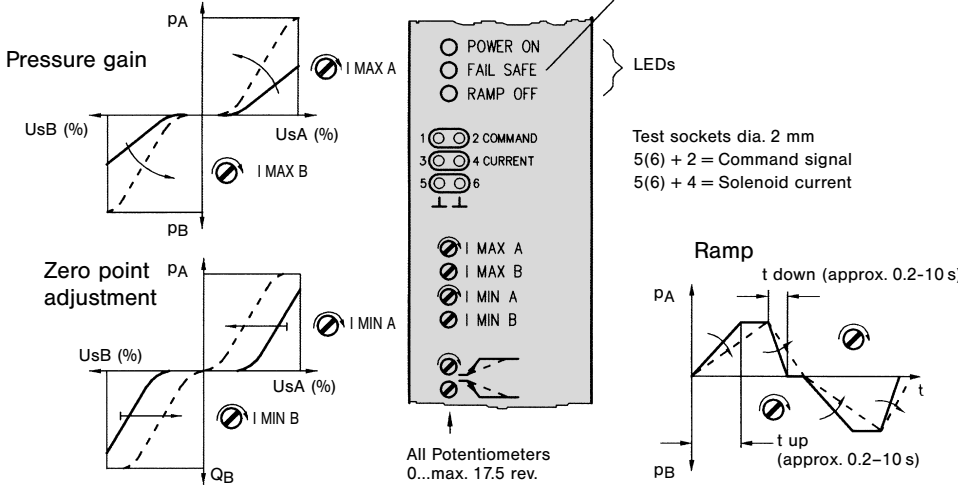 Pressure gain
pA
I MAX A
UsB (%)
UsA (%)
I MAX B
pB
Zero point
adjustment
pA
I MIN A
UsB (%)
UsA (%)
I MIN B
QB
POWER ON
FAIL SAFE
RAMP OFF
LEDs
1 2 COMMAND
3 4 CURRENT
5 6
Test sockets dia. 2 mm
5(6) + 2 = Command signal
5(6) + 4 = Solenoid current
I MAX A
I MAX B
I MIN A
I MIN B
All Potentiometers
0...max. 17.5 rev.
Ramp
t down (approx. 0.2-10 s)
pA
t
t up
(approx. 0.2-10 s)
pB